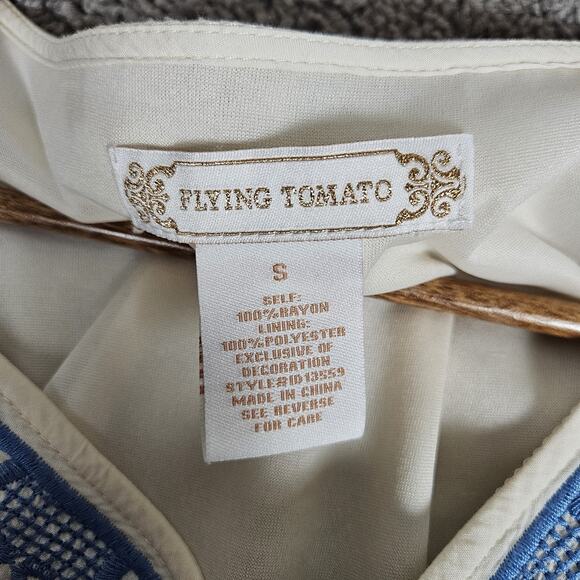 FLYING TOMATO
S
SELF:
100%RAYON
LINING:
100%POLYESTER
EXCLUSIVE OF
DECORATION
STYLE#ID13559
MADE IN CHINA
SEE REVERSE
FOR CARE